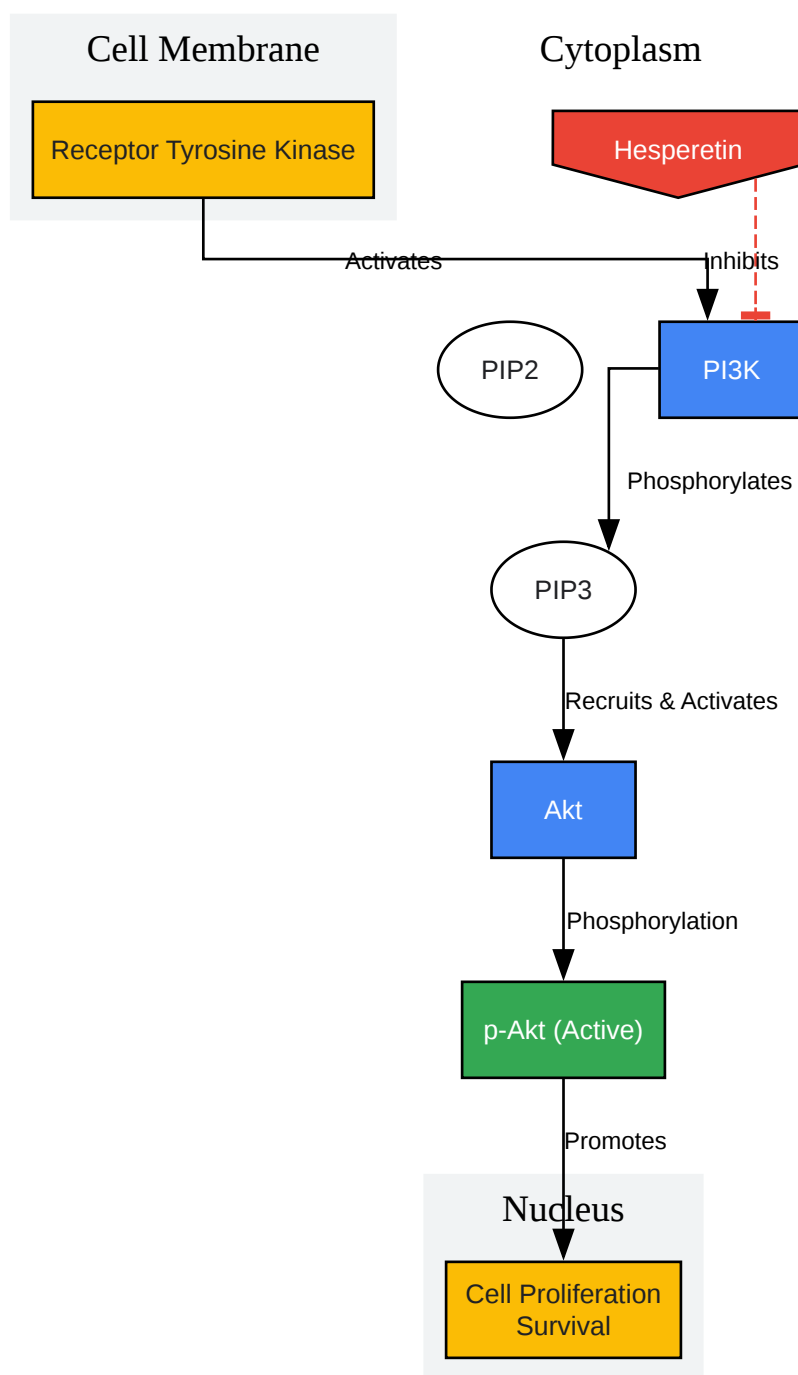 Cell Membrane
Cytoplasm
Receptor Tyrosine Kinase
Hesperetin
Activates
Inhibits
PIP2
PI3K
Phosphorylates
PIP3
Recruits & Activates
Akt
Phosphorylation
p-Akt (Active)
Promotes
Nucleus
Cell Proliferation
Survival